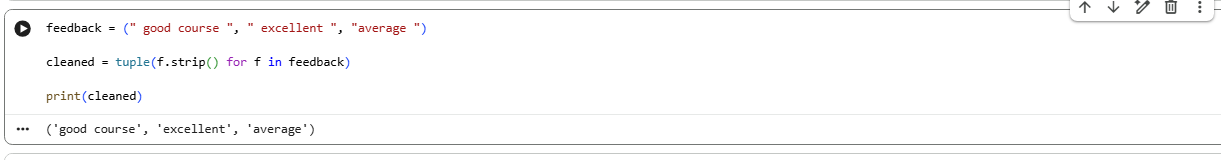 feedback = (" good course ", " excellent ", "average ")
cleaned = tuple(f.strip() for f in feedback)
print(cleaned)
('good course', 'excellent', 'average')